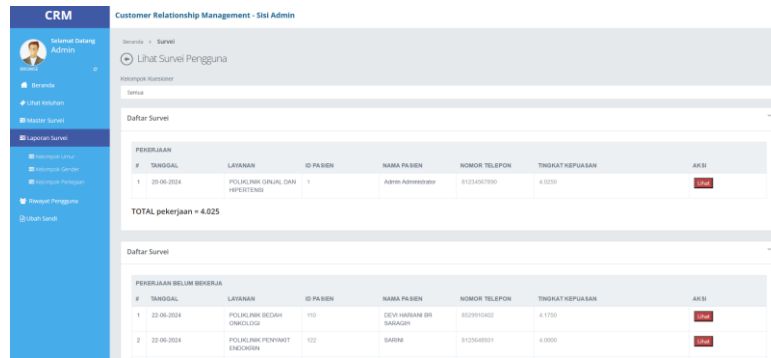 CRM
Customer Relationship Management - Sisi Admin
Selamat Datang
Admin
Beranda
Lihat Keluhan
Master Survei
Laporan Survei
Kelompok Umur
Kelompok Gender
Kelompok Pekerjaan
Riwayat Pengguna
Ubah Sandi
Beranda > Survei
Lihat Survei Pengguna
Kelompok Kuesioner
Semua
Daftar Survei
PEKERJAAN
# TANGGAL LAYANAN ID PASIEN NAMA PASIEN NOMOR TELEPON TINGKAT KEPUASAN AKSI
1 20-06-2024 POLIKLINIK GINJAL DAN HIPERTENSI 1 Admin Administrator 81234567890 4.0250 Lihat
TOTAL pekerjaan = 4.025
Daftar Survei
PEKERJAAN BELUM BEKERJA
# TANGGAL LAYANAN ID PASIEN NAMA PASIEN NOMOR TELEPON TINGKAT KEPUASAN AKSI
1 22-06-2024 POLIKLINIK BEDAH ONKOLOGI 110 DEVI HARIANI BR SARAGIH 4.1750 Lihat
2 22-06-2024 POLIKLINIK PENYAKIT ENDOKRIN 122 SARINI 4.0000 Lihat